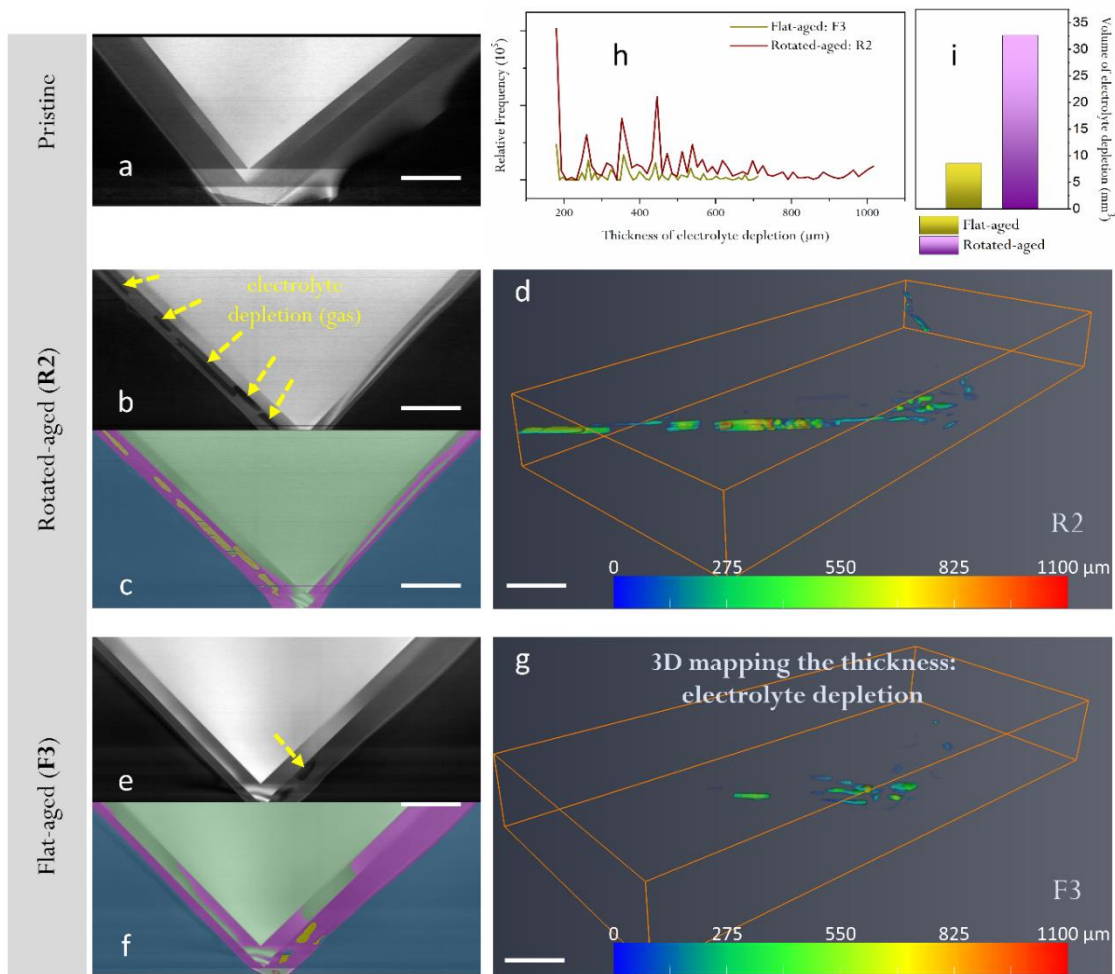 Pristine
a
h
Flat-aged: F3
Rotated-aged: R2
Relative Frequency (10⁵)
200
400
600
800
1000
Thickness of electrolyte depletion (μm)
i
35
30
25
20
15
10
5
0
Volume of electrolyte depletion (mm³)
Flat-aged
Rotated-aged
Rotated-aged (R2)
electrolyte
depletion (gas)
b
c
d
R2
0
275
550
825
1100 μm
Flat-aged (F3)
e
f
g
3D mapping the thickness:
electrolyte depletion
F3
0
275
550
825
1100 μm